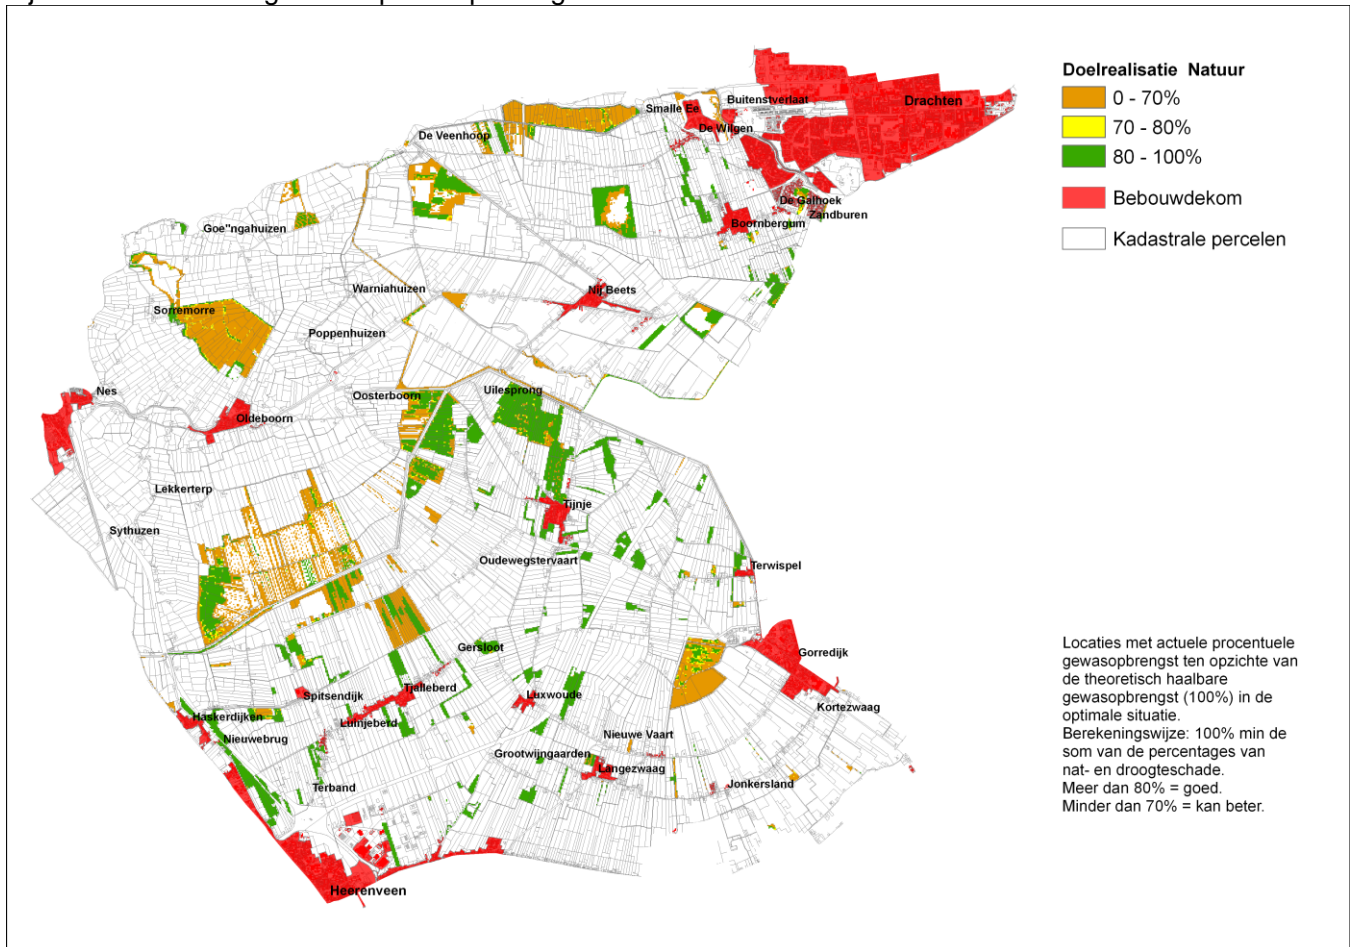 Doelrealisatie Natuur
0 - 70%
70 - 80%
80 - 100%
Bebouwdekom
Kadastrale percelen
Drachten
Buitenstverlaat
Smalle Ee
De Wilgen
De Veenhoop
De Galhoek
Zandburen
Boornbergum
Goe"ngahuizen
Warniahuizen
Nij Beets
Sorremorre
Poppenhuizen
Nes
Oosterboorn
Uilesprong
Oldeboorn
Lekkerterp
Tijnje
Sythuzen
Oudewegstervaart
Terwispel
Gersloot
Gorredijk
Tjalleberd
Spitsendijk
Luxwoude
Kortezwaag
Haskerdijken
Luinjeberd
Nieuwebrug
Nieuwe Vaart
Grootwijngaarden
Langezwaag
Terband
Jonkersland
Heerenveen
Locaties met actuele procentuele
gewasopbrengst ten opzichte van
de theoretisch haalbare
gewasopbrengst (100%) in de
optimale situatie.
Berekeningswijze: 100% min de
som van de percentages van
nat- en droogteschade.
Meer dan 80% = goed.
Minder dan 70% = kan beter.